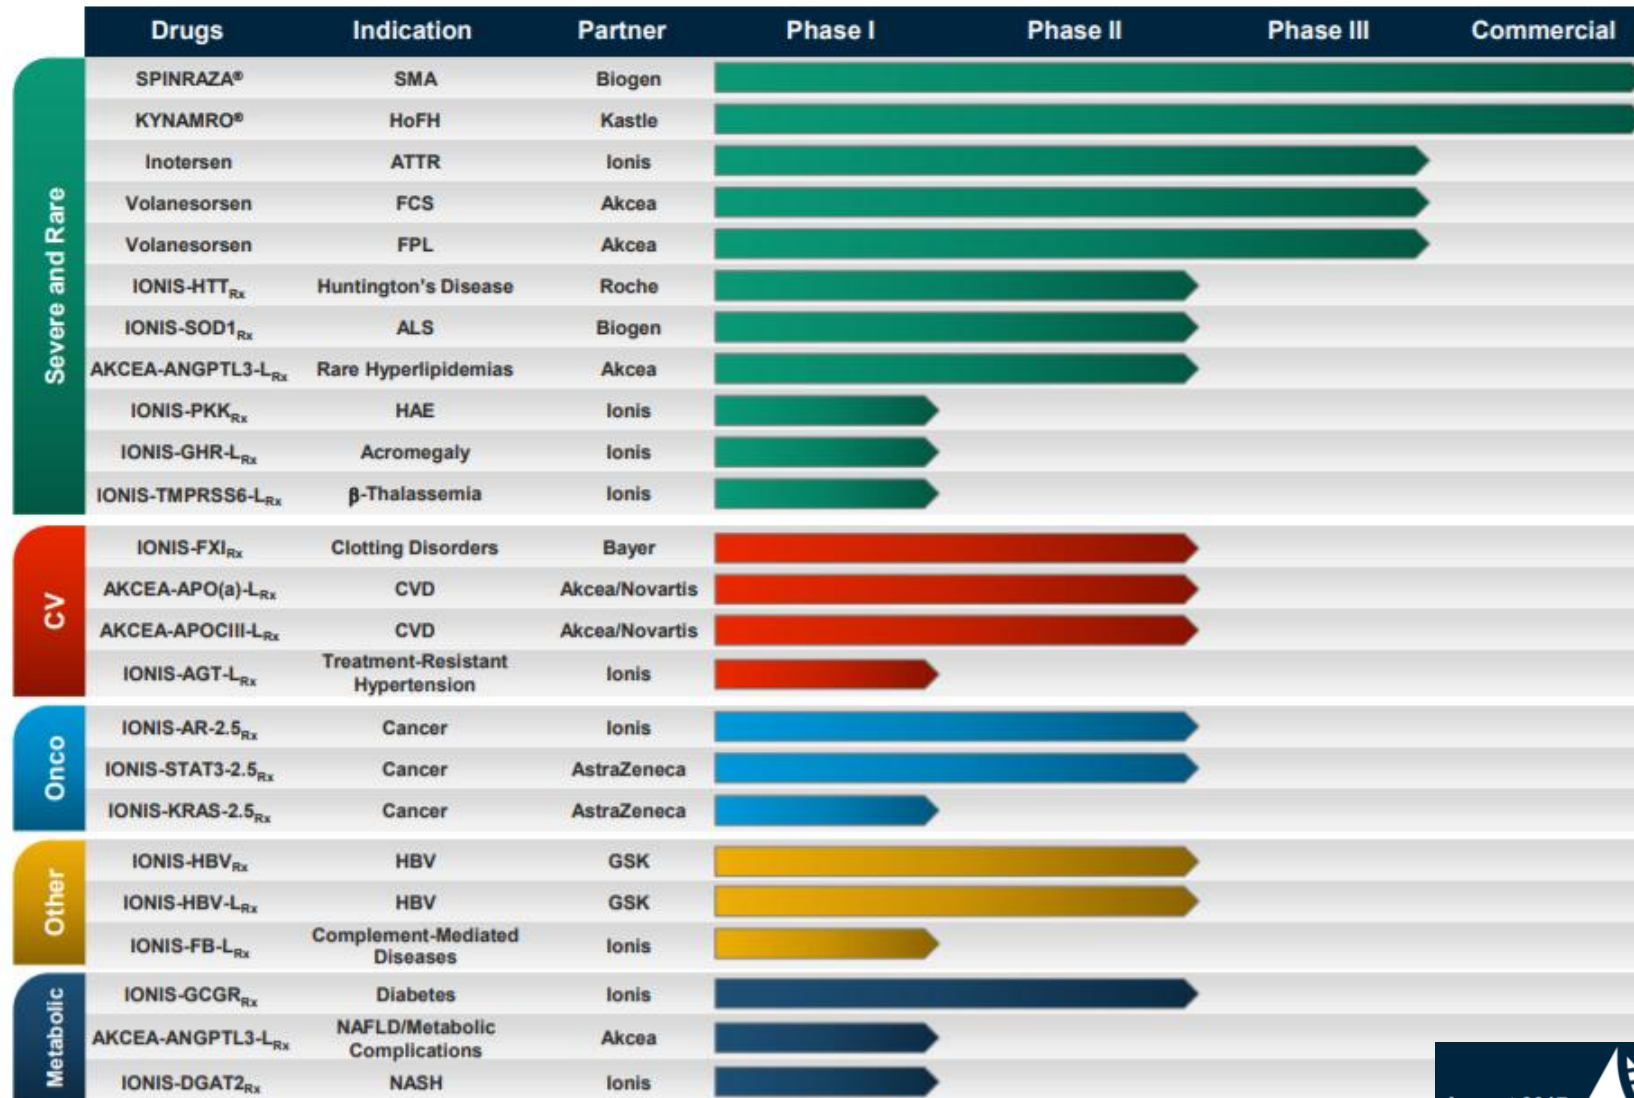 Drugs Indication Partner Phase I Phase II Phase III Commercial
Severe and Rare
SPINRAZA® SMA Biogen
KYNAMRO® HoFH Kastle
Inotersen ATTR Ionis
Volanesorsen FCS Akcea
Volanesorsen FPL Akcea
IONIS-HTTRx Huntington's Disease Roche
IONIS-SOD1Rx ALS Biogen
AKCEA-ANGPTL3-LRx Rare Hyperlipidemias Akcea
IONIS-PKKRx HAE Ionis
IONIS-GHR-LRx Acromegaly Ionis
IONIS-TMPRSS6-LRx β-Thalassemia Ionis
CV
IONIS-FXIRx Clotting Disorders Bayer
AKCEA-APO(a)-LRx CVD Akcea/Novartis
AKCEA-APOCIII-LRx CVD Akcea/Novartis
IONIS-AGT-LRx Treatment-Resistant Ionis
Hypertension
Onco
IONIS-AR-2.5Rx Cancer Ionis
IONIS-STAT3-2.5Rx Cancer AstraZeneca
IONIS-KRAS-2.5Rx Cancer AstraZeneca
Other
IONIS-HBVRx HBV GSK
IONIS-HBV-LRx HBV GSK
IONIS-FB-LRx Complement-Mediated Ionis
Diseases
Metabolic
IONIS-GCGRRx Diabetes Ionis
AKCEA-ANGPTL3-LRx NAFLD/Metabolic Akcea
Complications
IONIS-DGAT2Rx NASH Ionis